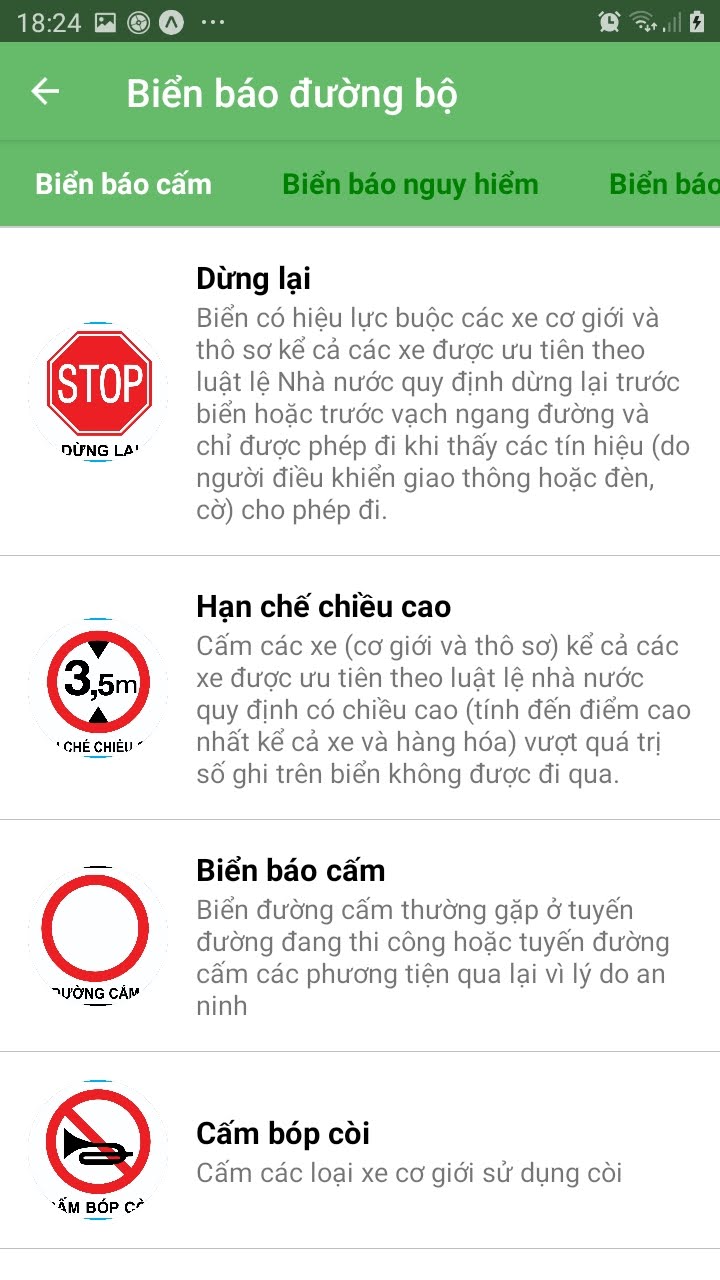 18:24
Biển báo đường bộ
Biển báo cấm Biển báo nguy hiểm Biển báo
Dừng lại
Biển có hiệu lực buộc các xe cơ giới và
thô sơ kể cả các xe được ưu tiên theo
luật lệ Nhà nước quy định dừng lại trước
biển hoặc trước vạch ngang đường và
chỉ được phép đi khi thấy các tín hiệu (do
người điều khiển giao thông hoặc đèn,
cờ) cho phép đi.
STOP
DỪNG LẠI
Hạn chế chiều cao
Cấm các xe (cơ giới và thô sơ) kể cả các
xe được ưu tiên theo luật lệ nhà nước
quy định có chiều cao (tính đến điểm cao
nhất kể cả xe và hàng hóa) vượt quá trị
số ghi trên biển không được đi qua.
3,5m
CHẾ CHIỀU
Biển báo cấm
Biển đường cấm thường gặp ở tuyến
đường đang thi công hoặc tuyến đường
cấm các phương tiện qua lại vì lý do an
ninh
ĐƯỜNG CẤM
Cấm bóp còi
Cấm các loại xe cơ giới sử dụng còi
CẤM BÓP CÒ